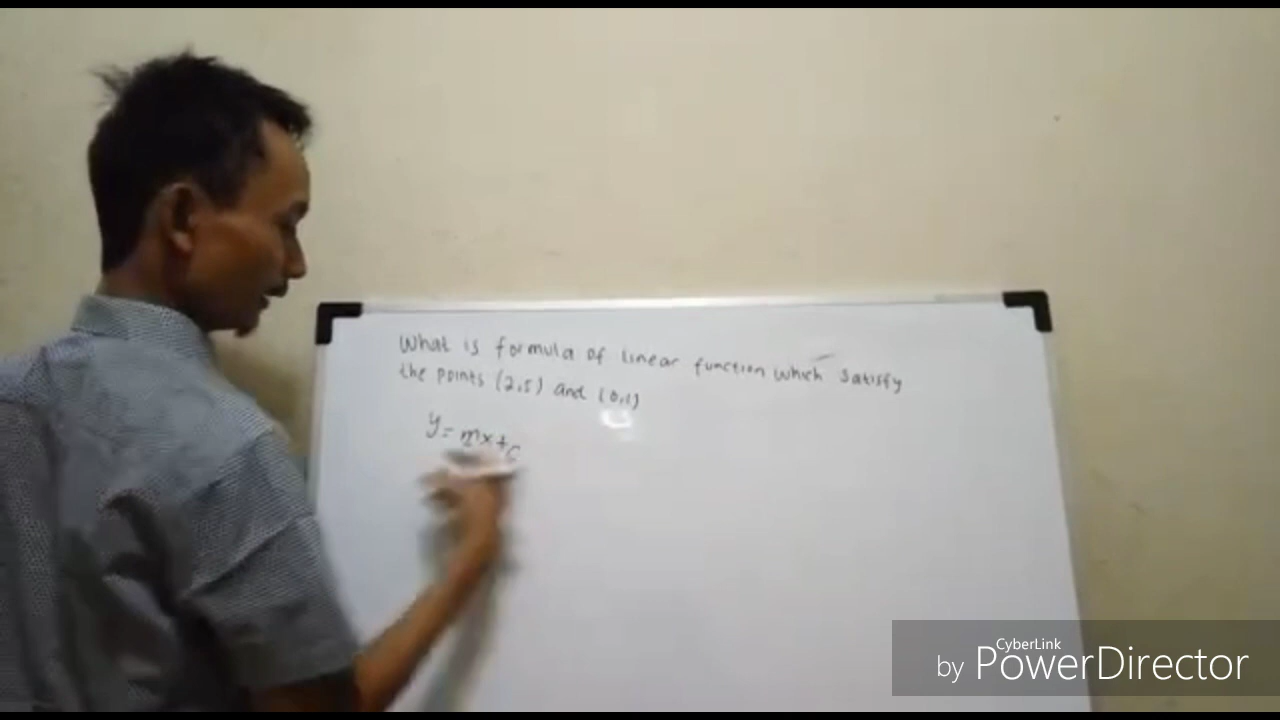 What is formula of linear function which satisfy
the points (2,5) and (0,1)
y = mx + c
CyberLink
by PowerDirector